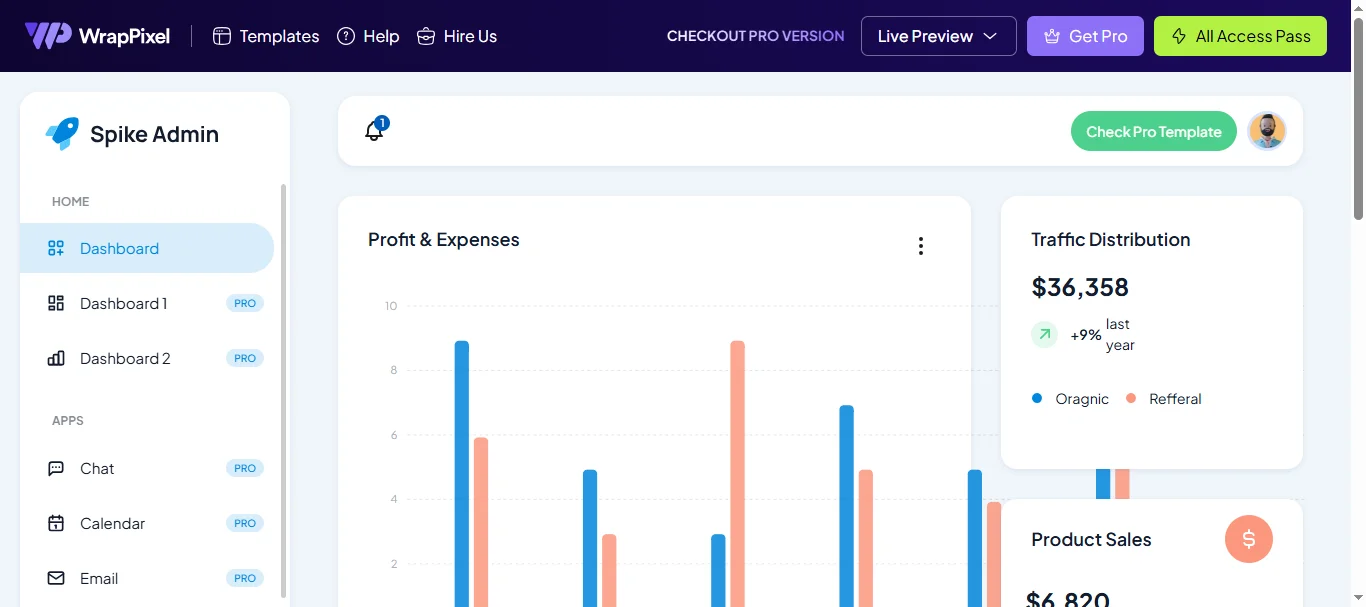 WrapPixel
Templates
Help
Hire Us
CHECKOUT PRO VERSION
Live Preview
Get Pro
All Access Pass
Spike Admin
HOME
Dashboard
Dashboard 1 PRO
Dashboard 2 PRO
APPS
Chat PRO
Calendar PRO
Email PRO
1
Check Pro Template
Profit & Expenses
10
8
6
4
2
Traffic Distribution
$36,358
+9% last
year
Oragnic Refferal
Product Sales
$6,820